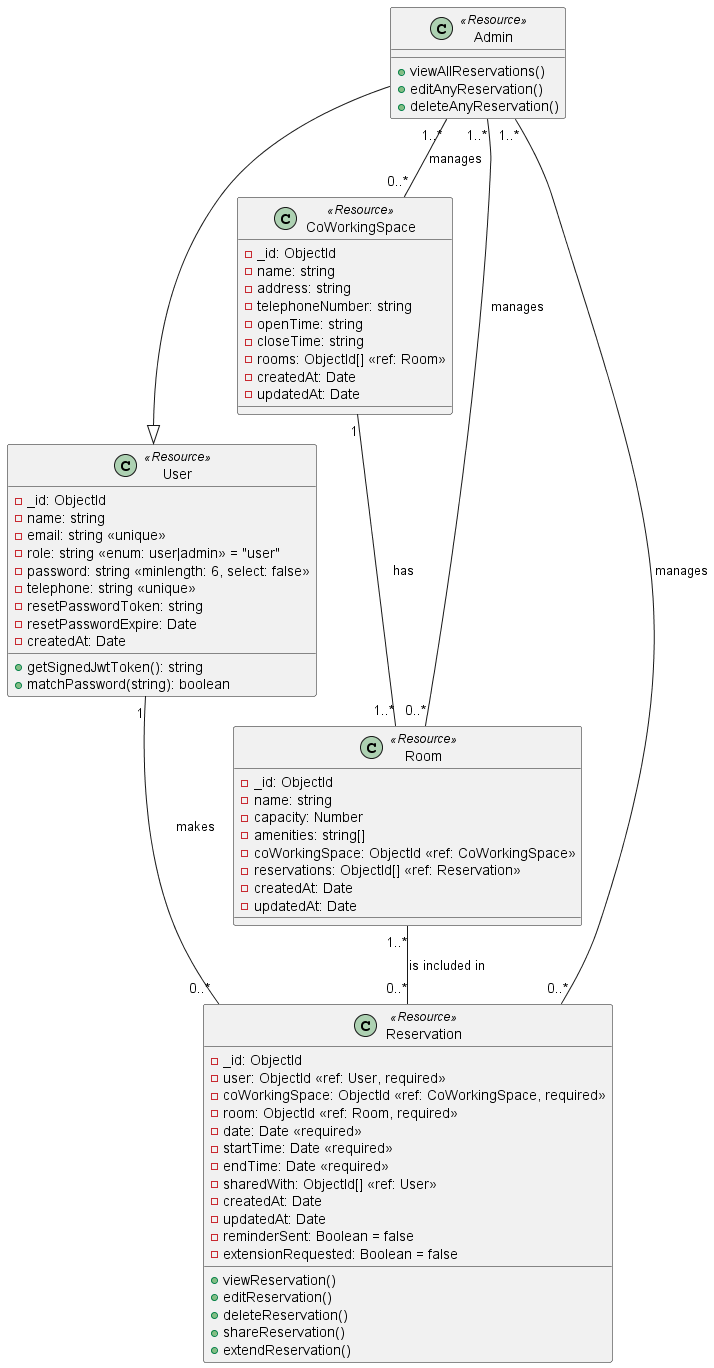 C «Resource»
Admin
viewAllReservations()
editAnyReservation()
deleteAnyReservation()
1..* 1..* 1..*
manages
0..*
C «Resource»
CoWorkingSpace
_id: ObjectId
name: string
address: string
telephoneNumber: string
openTime: string
closeTime: string
rooms: ObjectId[] «ref: Room»
createdAt: Date
updatedAt: Date
manages
1
C «Resource»
User
_id: ObjectId
name: string
email: string «unique»
role: string «enum: user|admin» = "user"
password: string «minlength: 6, select: false»
telephone: string «unique»
resetPasswordToken: string
resetPasswordExpire: Date
createdAt: Date
getSignedJwtToken(): string
matchPassword(string): boolean
has
manages
1
1..* 0..*
C «Resource»
Room
_id: ObjectId
name: string
capacity: Number
amenities: string[]
coWorkingSpace: ObjectId «ref: CoWorkingSpace»
reservations: ObjectId[] «ref: Reservation»
createdAt: Date
updatedAt: Date
makes
1..*
is included in
0..* 0..* 0..*
C «Resource»
Reservation
_id: ObjectId
user: ObjectId «ref: User, required»
coWorkingSpace: ObjectId «ref: CoWorkingSpace, required»
room: ObjectId «ref: Room, required»
date: Date «required»
startTime: Date «required»
endTime: Date «required»
sharedWith: ObjectId[] «ref: User»
createdAt: Date
updatedAt: Date
reminderSent: Boolean = false
extensionRequested: Boolean = false
viewReservation()
editReservation()
deleteReservation()
shareReservation()
extendReservation()